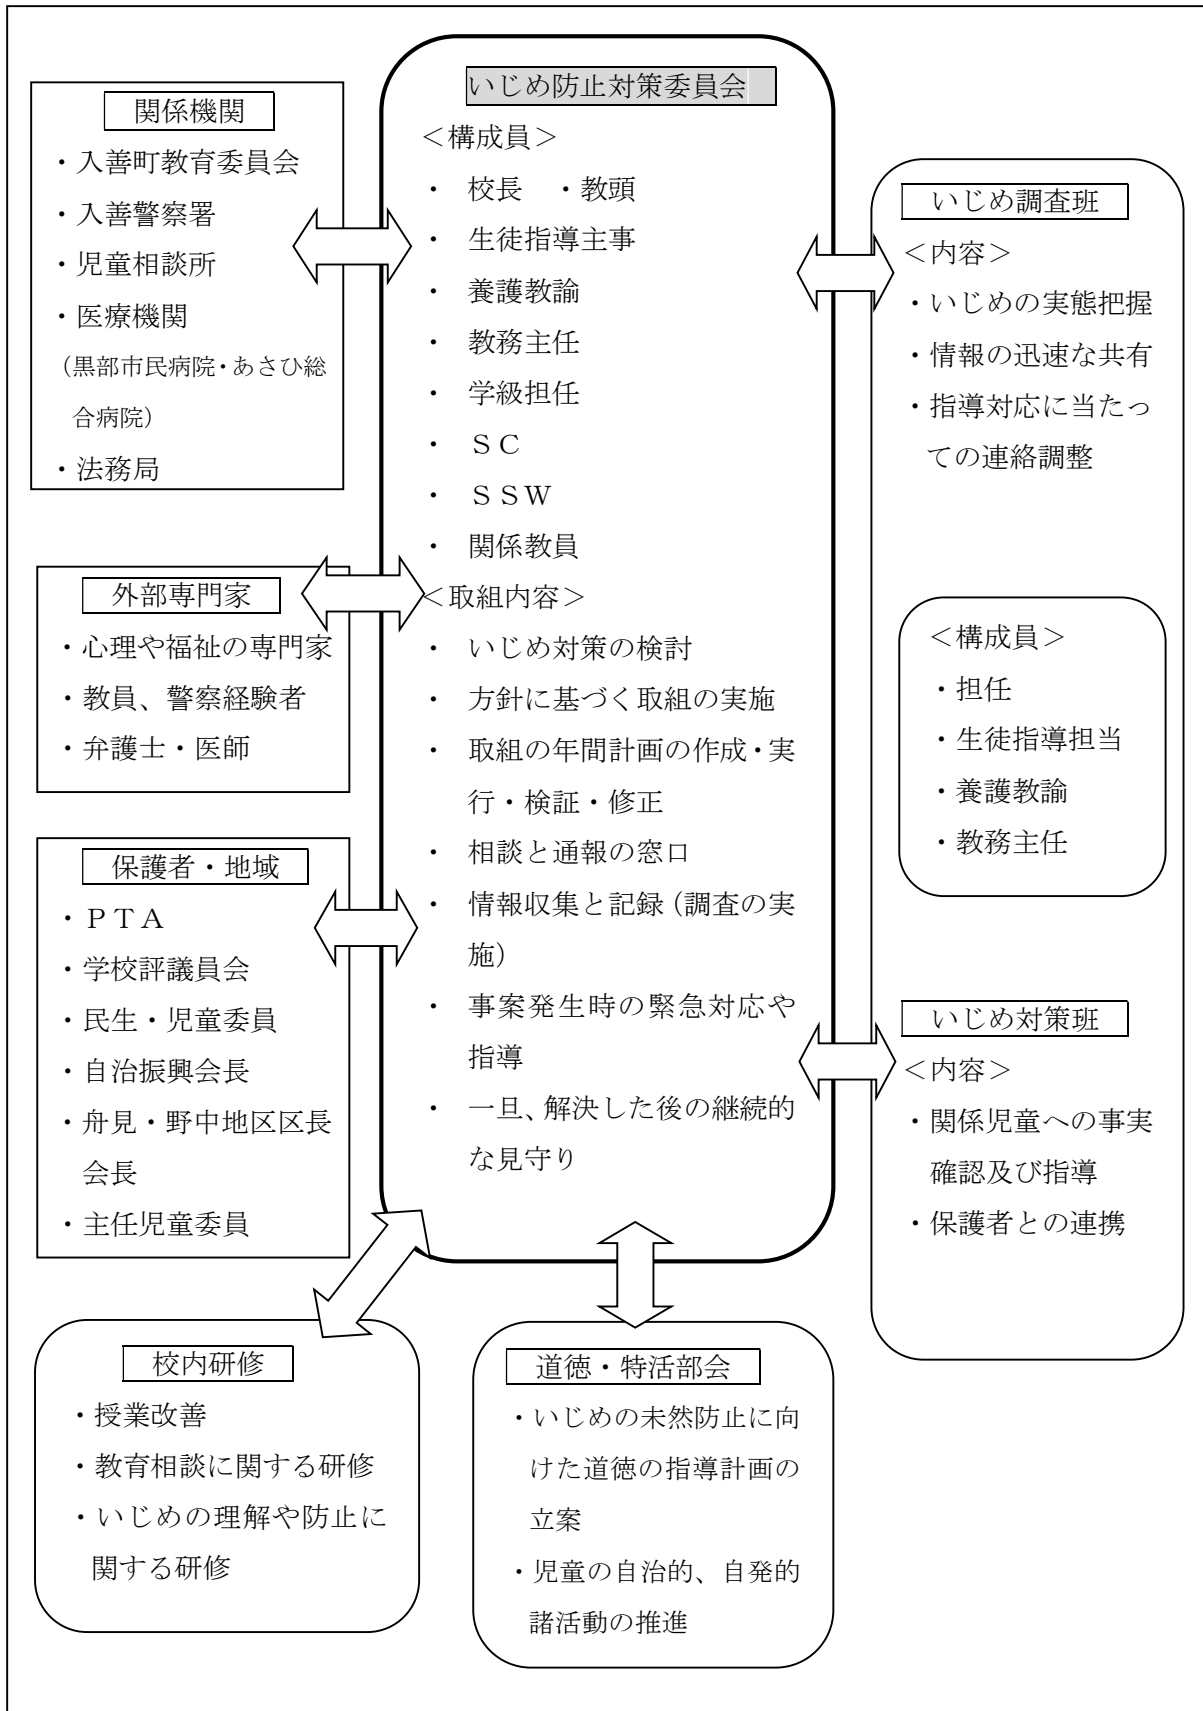 関係機関
・入善町教育委員会
・入善警察署
・児童相談所
・医療機関
（黒部市民病院・あさひ総
合病院）
・法務局
外部専門家
・心理や福祉の専門家
・教員、警察経験者
・弁護士・医師
保護者・地域
・ＰＴＡ
・学校評議員会
・民生・児童委員
・自治振興会長
・舟見・野中地区区長
会長
・主任児童委員
いじめ防止対策委員会
＜構成員＞
・ 校長　・教頭
・ 生徒指導主事
・ 養護教諭
・ 教務主任
・ 学級担任
・ ＳＣ
・ ＳＳＷ
・ 関係教員
＜取組内容＞
・ いじめ対策の検討
・ 方針に基づく取組の実施
・ 取組の年間計画の作成・実
行・検証・修正
・ 相談と通報の窓口
・ 情報収集と記録（調査の実
施）
・ 事案発生時の緊急対応や
指導
・ 一旦、解決した後の継続的
な見守り
いじめ調査班
＜内容＞
・いじめの実態把握
・情報の迅速な共有
・指導対応に当たっ
ての連絡調整
＜構成員＞
・担任
・生徒指導担当
・養護教諭
・教務主任
いじめ対策班
＜内容＞
・関係児童への事実
確認及び指導
・保護者との連携
校内研修
・授業改善
・教育相談に関する研修
・いじめの理解や防止に
関する研修
道徳・特活部会
・いじめの未然防止に向
けた道徳の指導計画の
立案
・児童の自治的、自発的
諸活動の推進